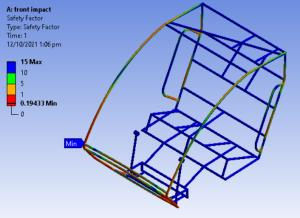 A: front impact
Safety Factor
Type: Safety Factor
Time: 1
12/10/2021 1:06 pm
15 Max
10
5
1
0.19433 Min
0
Min